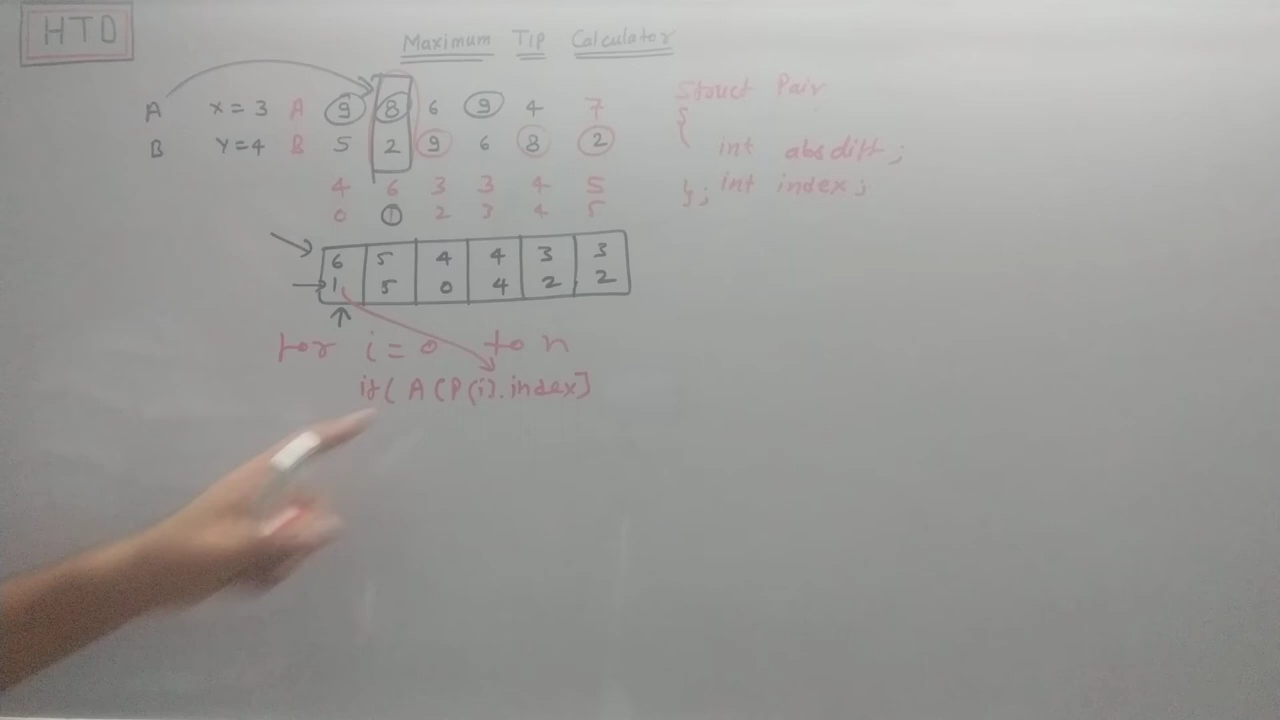 HTD
Maximum Tip Calculator
A X = 3 A 9 8 6 9 4 7
B Y = 4 B 5 2 9 6 8 2
4 6 3 3 4 5
0 1 2 3 4 5
6 5 4 4 3 3
1 5 0 4 2 2
for i = 0 to n
if( A [P[i].index]
Struct Pair
{
int absdiff;
}; int index;